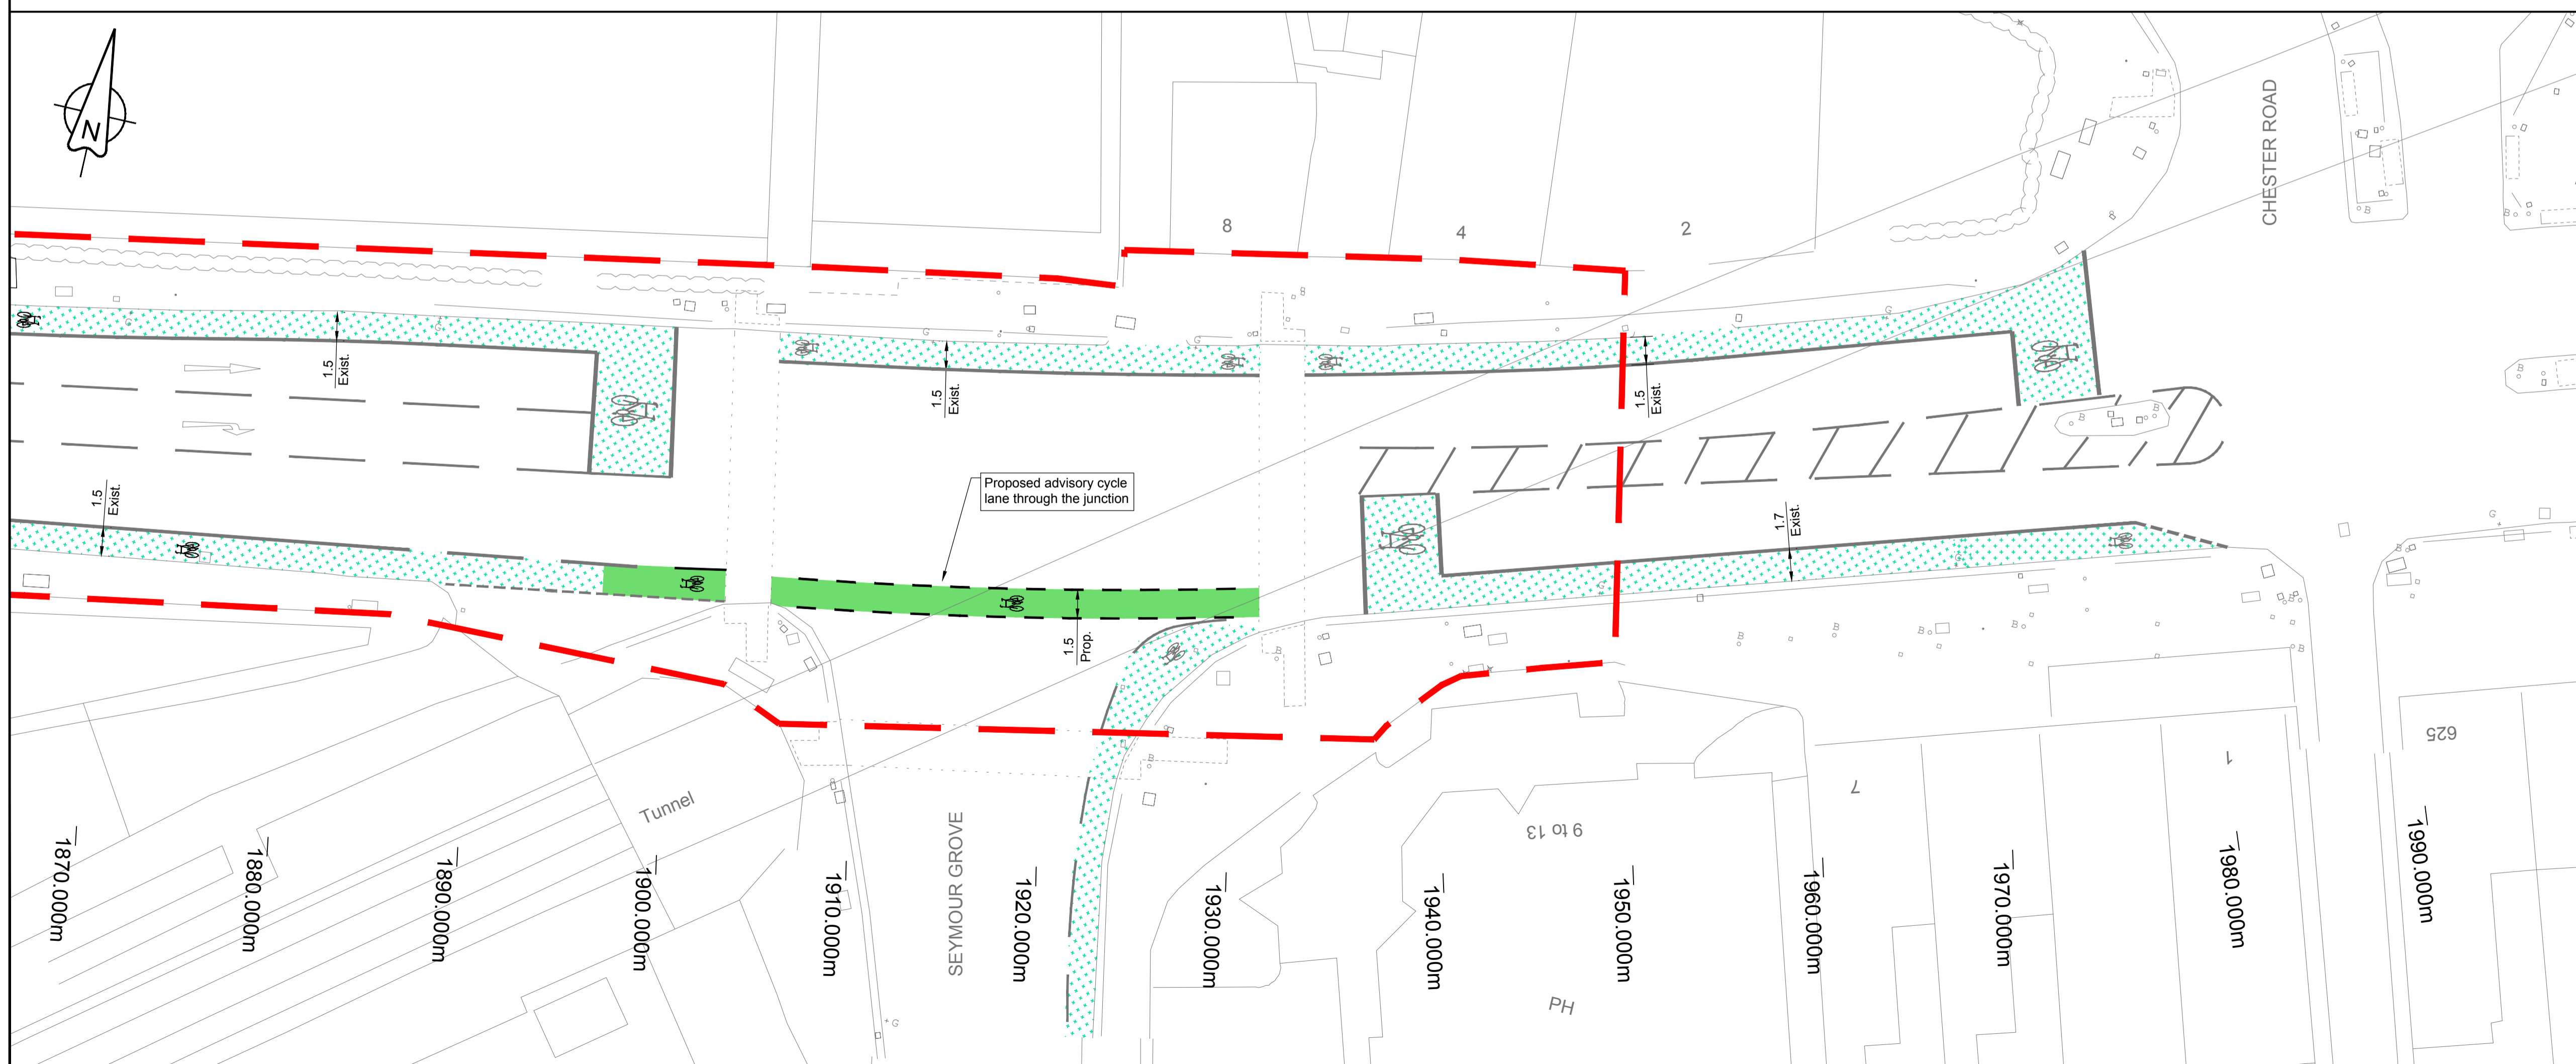 N
CHESTER ROAD
8
4
2
1.5
Exist.
1.5
Exist.
1.5
Exist.
1.5
Exist.
Proposed advisory cycle
lane through the junction
1.7
Exist.
1.5
Prop.
Tunnel
SEYMOUR GROVE
9 to 13
7
1
625
PH
1870.000m
1880.000m
1890.000m
1900.000m
1910.000m
1920.000m
1930.000m
1940.000m
1950.000m
1960.000m
1970.000m
1980.000m
1990.000m